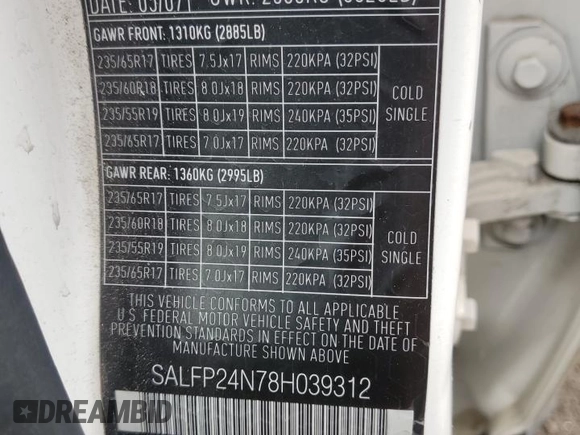 DATE: 05/07
GAWR FRONT: 1310KG (2885LB)
235/65R17 TIRES 7.5Jx17 RIMS 220KPA (32PSI)
235/60R18 TIRES 8.0Jx18 RIMS 220KPA (32PSI)
235/55R19 TIRES 8.0Jx19 RIMS 240KPA (35PSI)
235/65R17 TIRES 7.0Jx17 RIMS 220KPA (32PSI)
COLD
SINGLE
GAWR REAR: 1360KG (2995LB)
235/65R17 TIRES 7.5Jx17 RIMS 220KPA (32PSI)
235/60R18 TIRES 8.0Jx18 RIMS 220KPA (32PSI)
235/55R19 TIRES 8.0Jx19 RIMS 240KPA (35PSI)
235/65R17 TIRES 7.0Jx17 RIMS 220KPA (32PSI)
COLD
SINGLE
THIS VEHICLE CONFORMS TO ALL APPLICABLE
U.S. FEDERAL MOTOR VEHICLE SAFETY AND THEFT
PREVENTION STANDARDS IN EFFECT ON THE DATE
OF MANUFACTURE SHOWN ABOVE
SALFP24N78H039312
DREAMBID